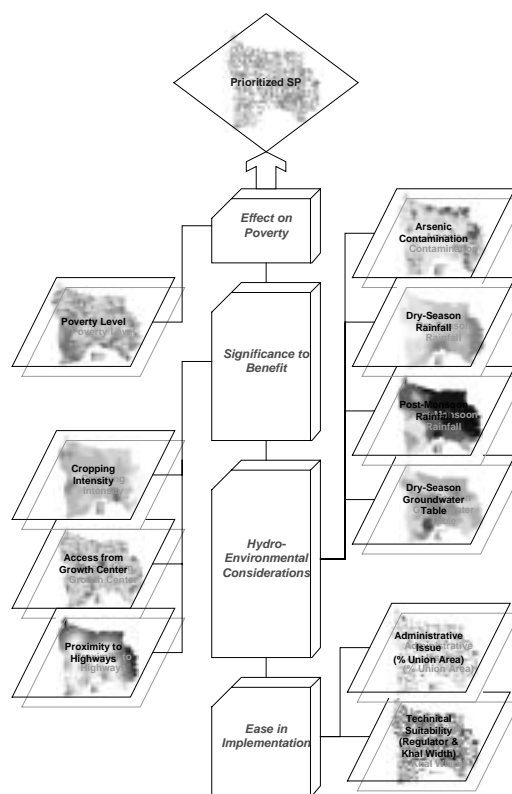 Prioritized SP
Effect on
Poverty
Arsenic
Contamination
Poverty Level
Dry-Season
Rainfall
Significance to
Benefit
Post-Monsoon
Rainfall
Cropping
Intensity
Dry-Season
Groundwater
Table
Hydro-
Environmental
Considerations
Access from
Growth Center
Proximity to
Highways
Administrative
Issue
(% Union Area)
Ease in
Implementation
Technical
Suitability
(Regulator &
Khal Width)